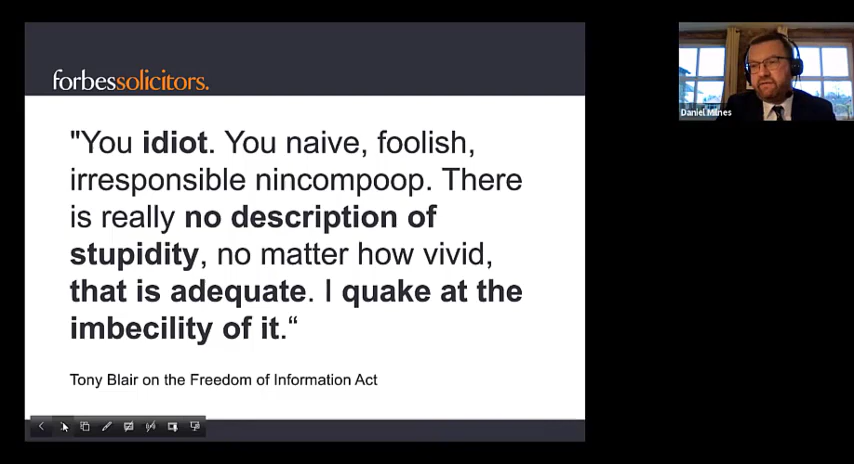 forbessolicitors.
"You idiot. You naive, foolish,
irresponsible nincompoop. There
is really no description of
stupidity, no matter how vivid,
that is adequate. I quake at the
imbecility of it.“
Tony Blair on the Freedom of Information Act
Daniel Milnes